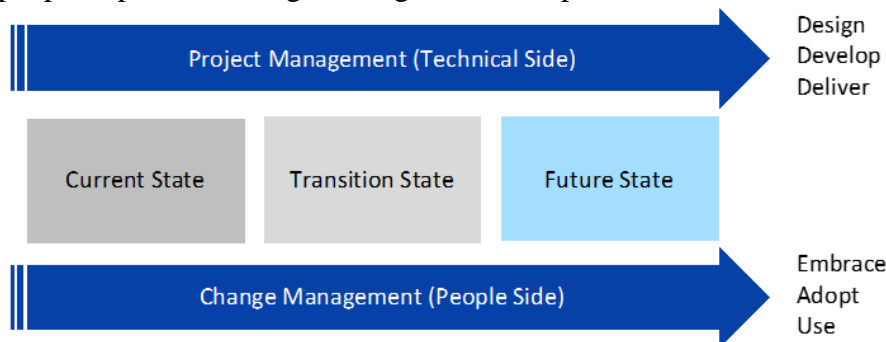 Project Management (Technical Side)
Design
Develop
Deliver
Current State
Transition State
Future State
Change Management (People Side)
Embrace
Adopt
Use